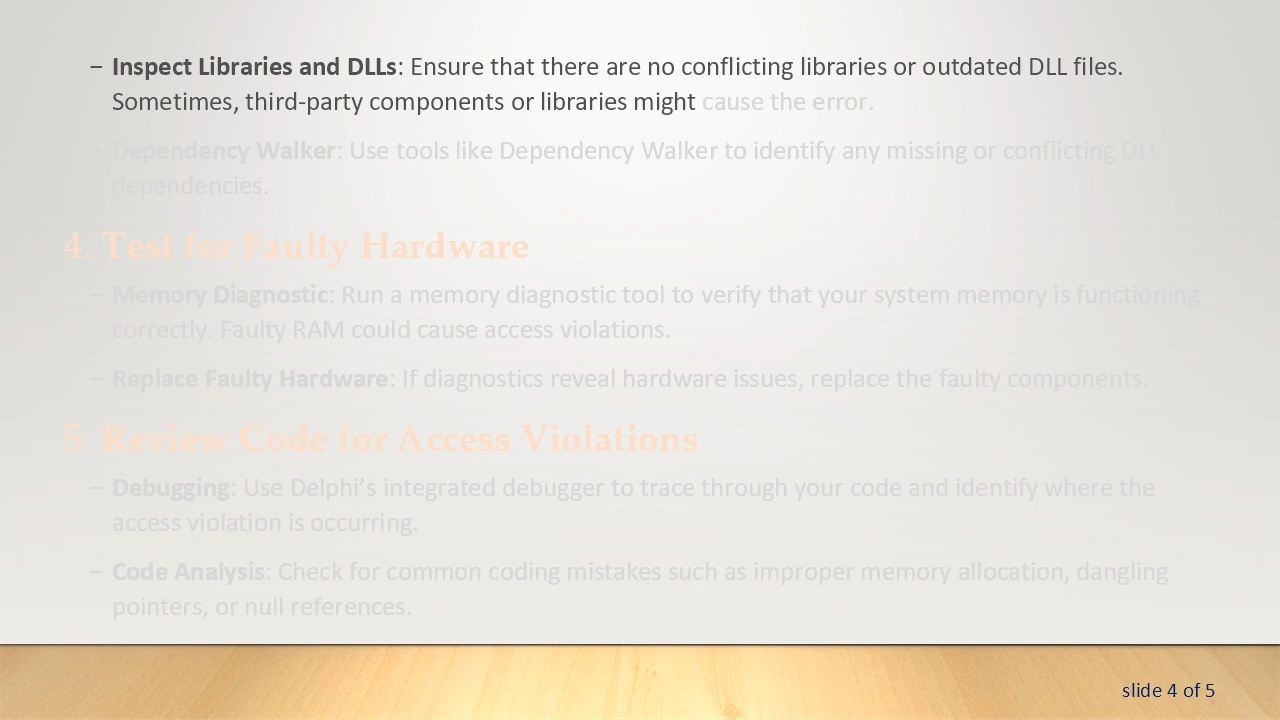 – Inspect Libraries and DLLs: Ensure that there are no conflicting libraries or outdated DLL files.
Sometimes, third-party components or libraries might cause the error.
– Dependency Walker: Use tools like Dependency Walker to identify any missing or conflicting DLL
dependencies.
4. Test for Faulty Hardware
– Memory Diagnostic: Run a memory diagnostic tool to verify that your system memory is functioning
correctly. Faulty RAM could cause access violations.
– Replace Faulty Hardware: If diagnostics reveal hardware issues, replace the faulty components.
5. Review Code for Access Violations
– Debugging: Use Delphi’s integrated debugger to trace through your code and identify where the
access violation is occurring.
– Code Analysis: Check for common coding mistakes such as improper memory allocation, dangling
pointers, or null references.
slide 4 of 5